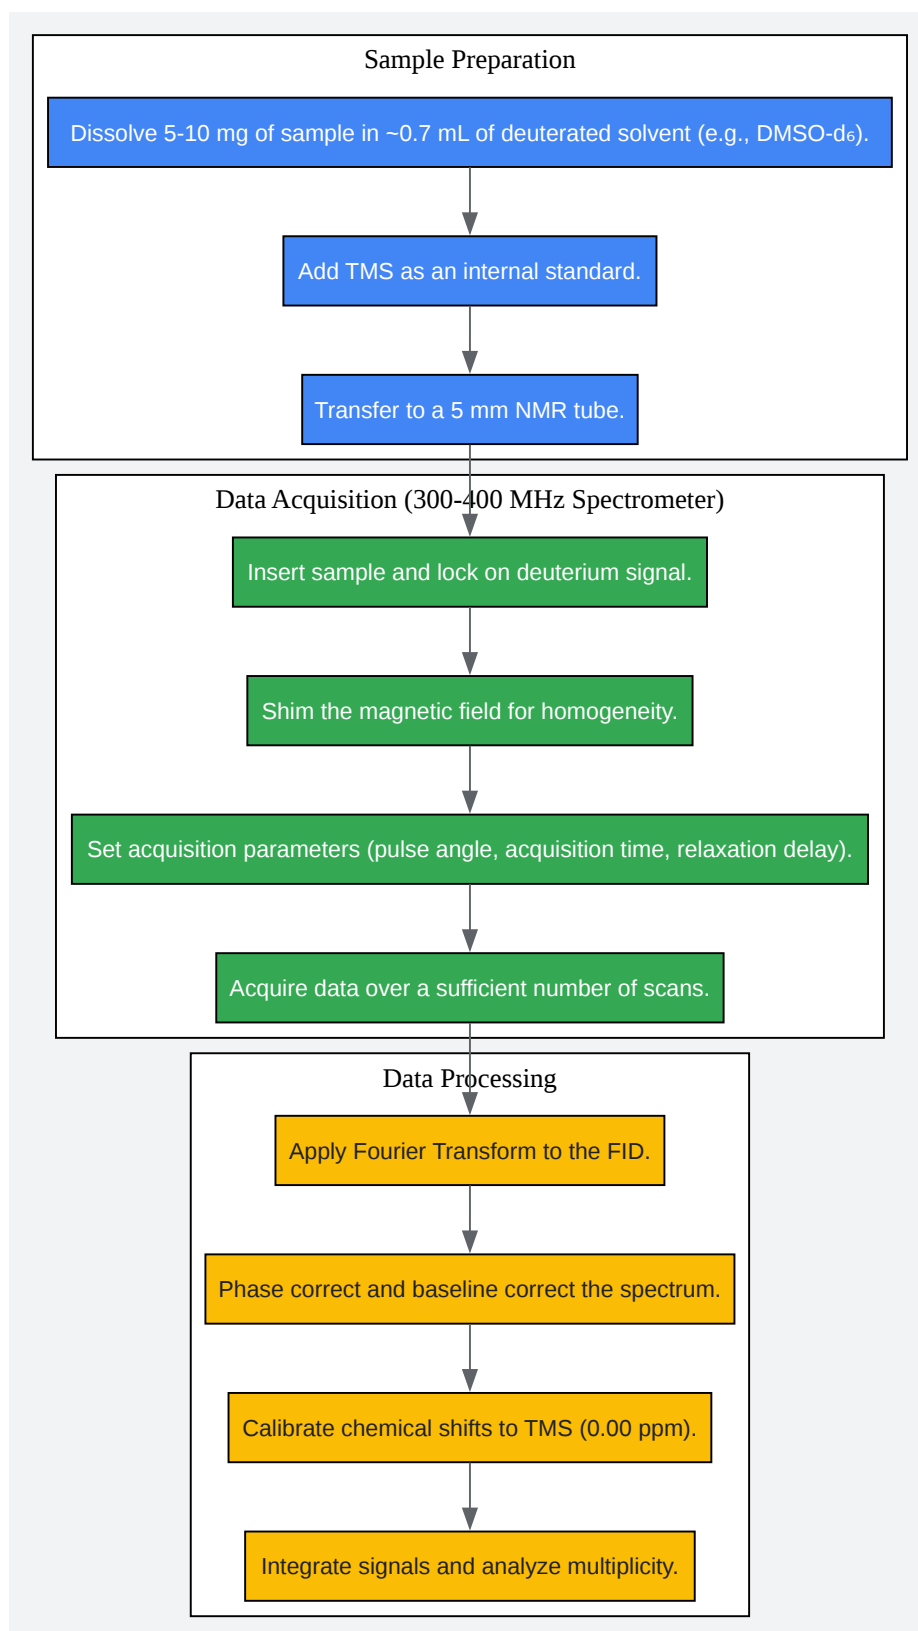 Sample Preparation
Dissolve 5-10 mg of sample in ~0.7 mL of deuterated solvent (e.g., DMSO-d₆).
Add TMS as an internal standard.
Transfer to a 5 mm NMR tube.
Data Acquisition (300-400 MHz Spectrometer)
Insert sample and lock on deuterium signal.
Shim the magnetic field for homogeneity.
Set acquisition parameters (pulse angle, acquisition time, relaxation delay).
Acquire data over a sufficient number of scans.
Data Processing
Apply Fourier Transform to the FID.
Phase correct and baseline correct the spectrum.
Calibrate chemical shifts to TMS (0.00 ppm).
Integrate signals and analyze multiplicity.